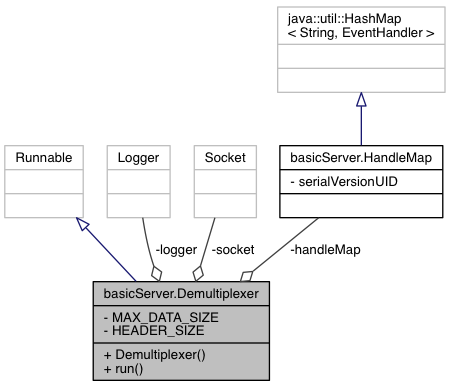 java::util::HashMap
< String, EventHandler >
Runnable
Logger
Socket
basicServer.HandleMap
- serialVersionUID
-logger
-socket
-handleMap
basicServer.Demultiplexer
- MAX_DATA_SIZE
- HEADER_SIZE
+ Demultiplexer()
+ run()